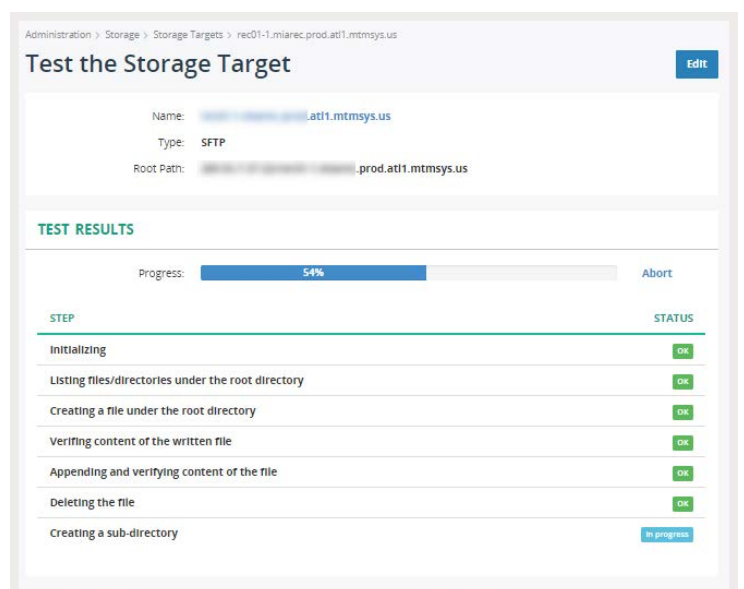 Administration > Storage > Storage Targets > rec01-1.miarec.prod.atl1.mtmsys.us
Test the Storage Target
Edit
Name: .atl1.mtmsys.us
Type: SFTP
Root Path: .prod.atl1.mtmsys.us
TEST RESULTS
Progress: 54% Abort
STEP STATUS
Initializing OK
Listing files/directories under the root directory OK
Creating a file under the root directory OK
Verifing content of the written file OK
Appending and verifying content of the file OK
Deleting the file OK
Creating a sub-directory In progress